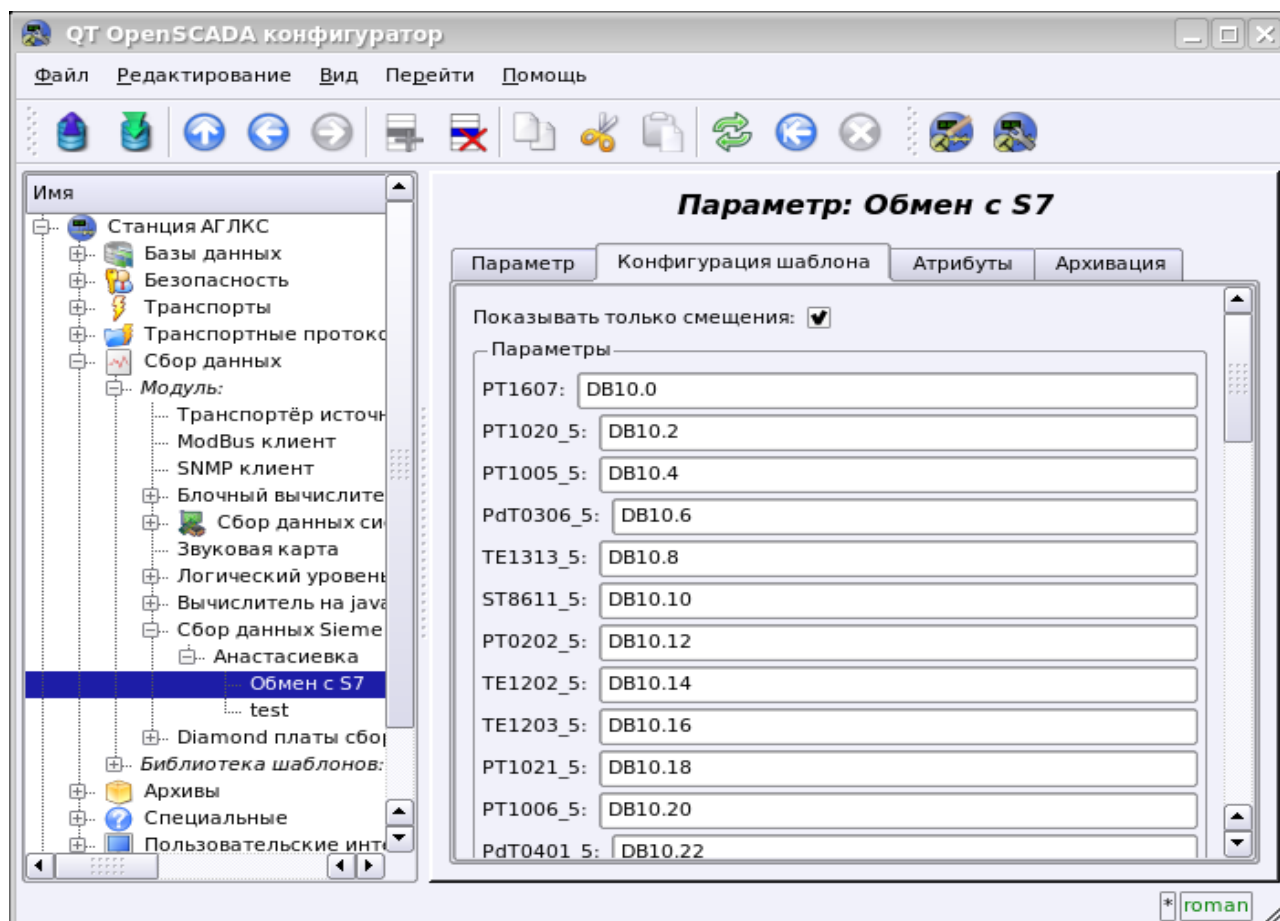 QT OpenSCADA конфигуратор
Файл Редактирование Вид Перейти Помощь
Имя
Станция АГЛКС
Базы данных
Безопасность
Транспорты
Транспортные протокс
Сбор данных
Модуль:
Транспортёр источн
ModBus клиент
SNMP клиент
Блочный вычислите
Сбор данных си
Звуковая карта
Логический уровень
Вычислитель на java
Сбор данных Sieme
Анастасиевка
Обмен с S7
test
Diamond платы сбор
Библиотека шаблонов:
Архивы
Специальные
Пользовательские инт
Параметр: Обмен с S7
Параметр Конфигурация шаблона Атрибуты Архивация
Показывать только смещения:
Параметры
PT1607: DB10.0
PT1020_5: DB10.2
PT1005_5: DB10.4
PdT0306_5: DB10.6
TE1313_5: DB10.8
ST8611_5: DB10.10
PT0202_5: DB10.12
TE1202_5: DB10.14
TE1203_5: DB10.16
PT1021_5: DB10.18
PT1006_5: DB10.20
PdT0401_5: DB10.22
* roman